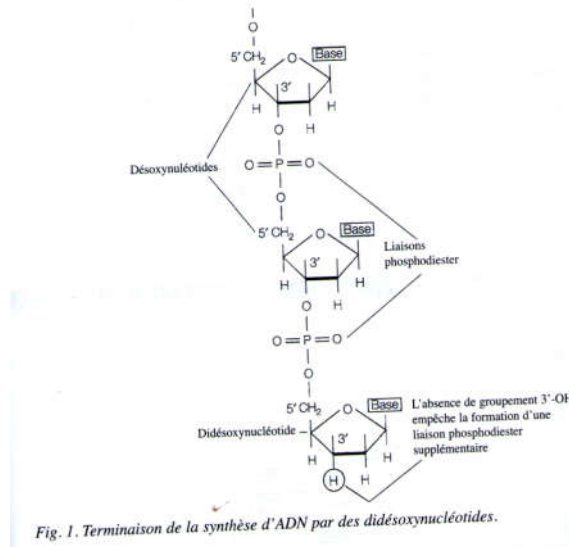 O
5' CH2 O Base
3'
H H H
O
Désoxynuléotides
O=P=O
O
5' CH2 O Base
Liaisons
phosphodiester
3'
H H H
O
O=P=O
O
5' CH2 O Base
L'absence de groupement 3'-OH
empêche la formation d'une
liaison phosphodiester
supplémentaire
Didésoxynucléotide
3'
H H H
H
Fig. 1. Terminaison de la synthèse d'ADN par des didésoxynucléotides.